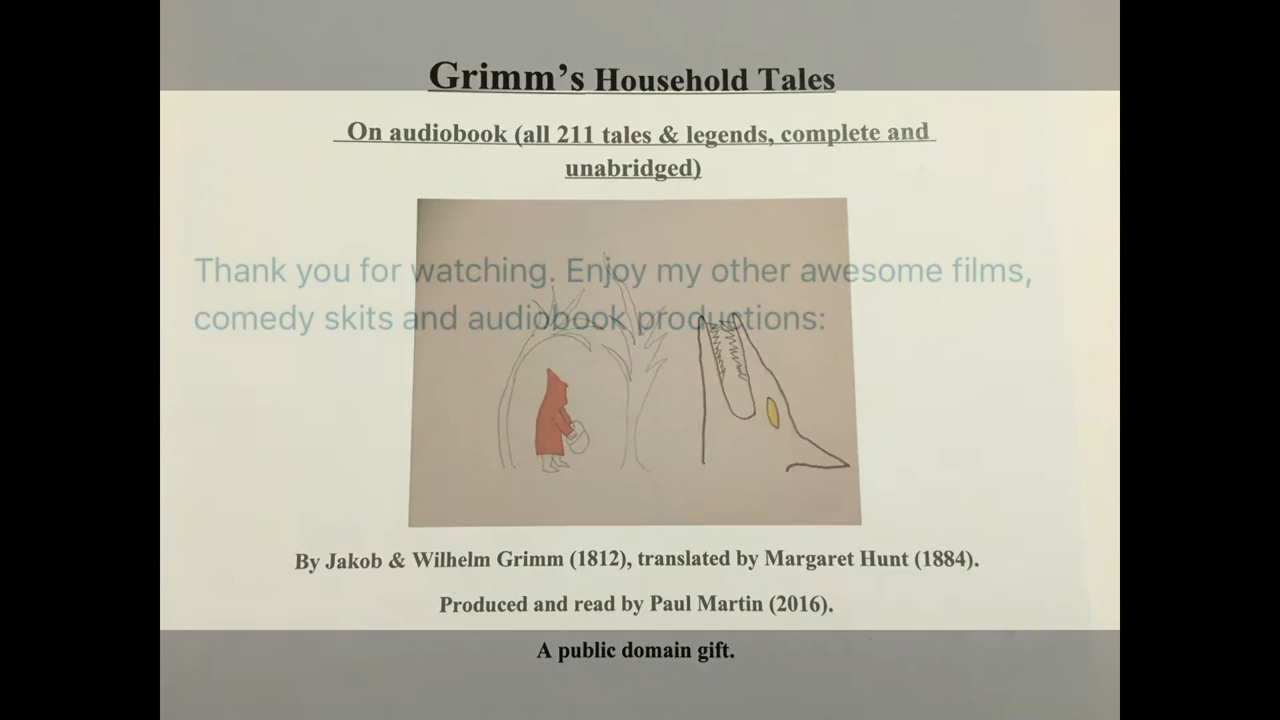 Grimm's Household Tales
On audiobook (all 211 tales & legends, complete and
unabridged)
Thank you for watching. Enjoy my other awesome films,
comedy skits and audiobook productions:
By Jakob & Wilhelm Grimm (1812), translated by Margaret Hunt (1884).
Produced and read by Paul Martin (2016).
A public domain gift.